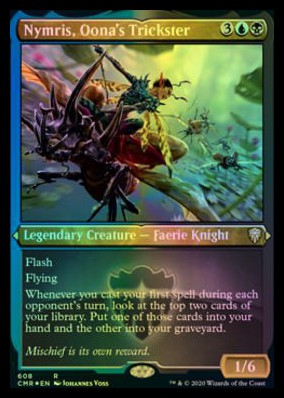 Nymris, Oona's Trickster 3
Legendary Creature — Faerie Knight
Flash
Flying
Whenever you cast your first spell during each
opponent's turn, look at the top two cards of
your library. Put one of those cards into your
hand and the other into your graveyard.
Mischief is its own reward.
1/6
608 R
CMR ★ EN Johannes Voss
™ & © 2020 Wizards of the Coast